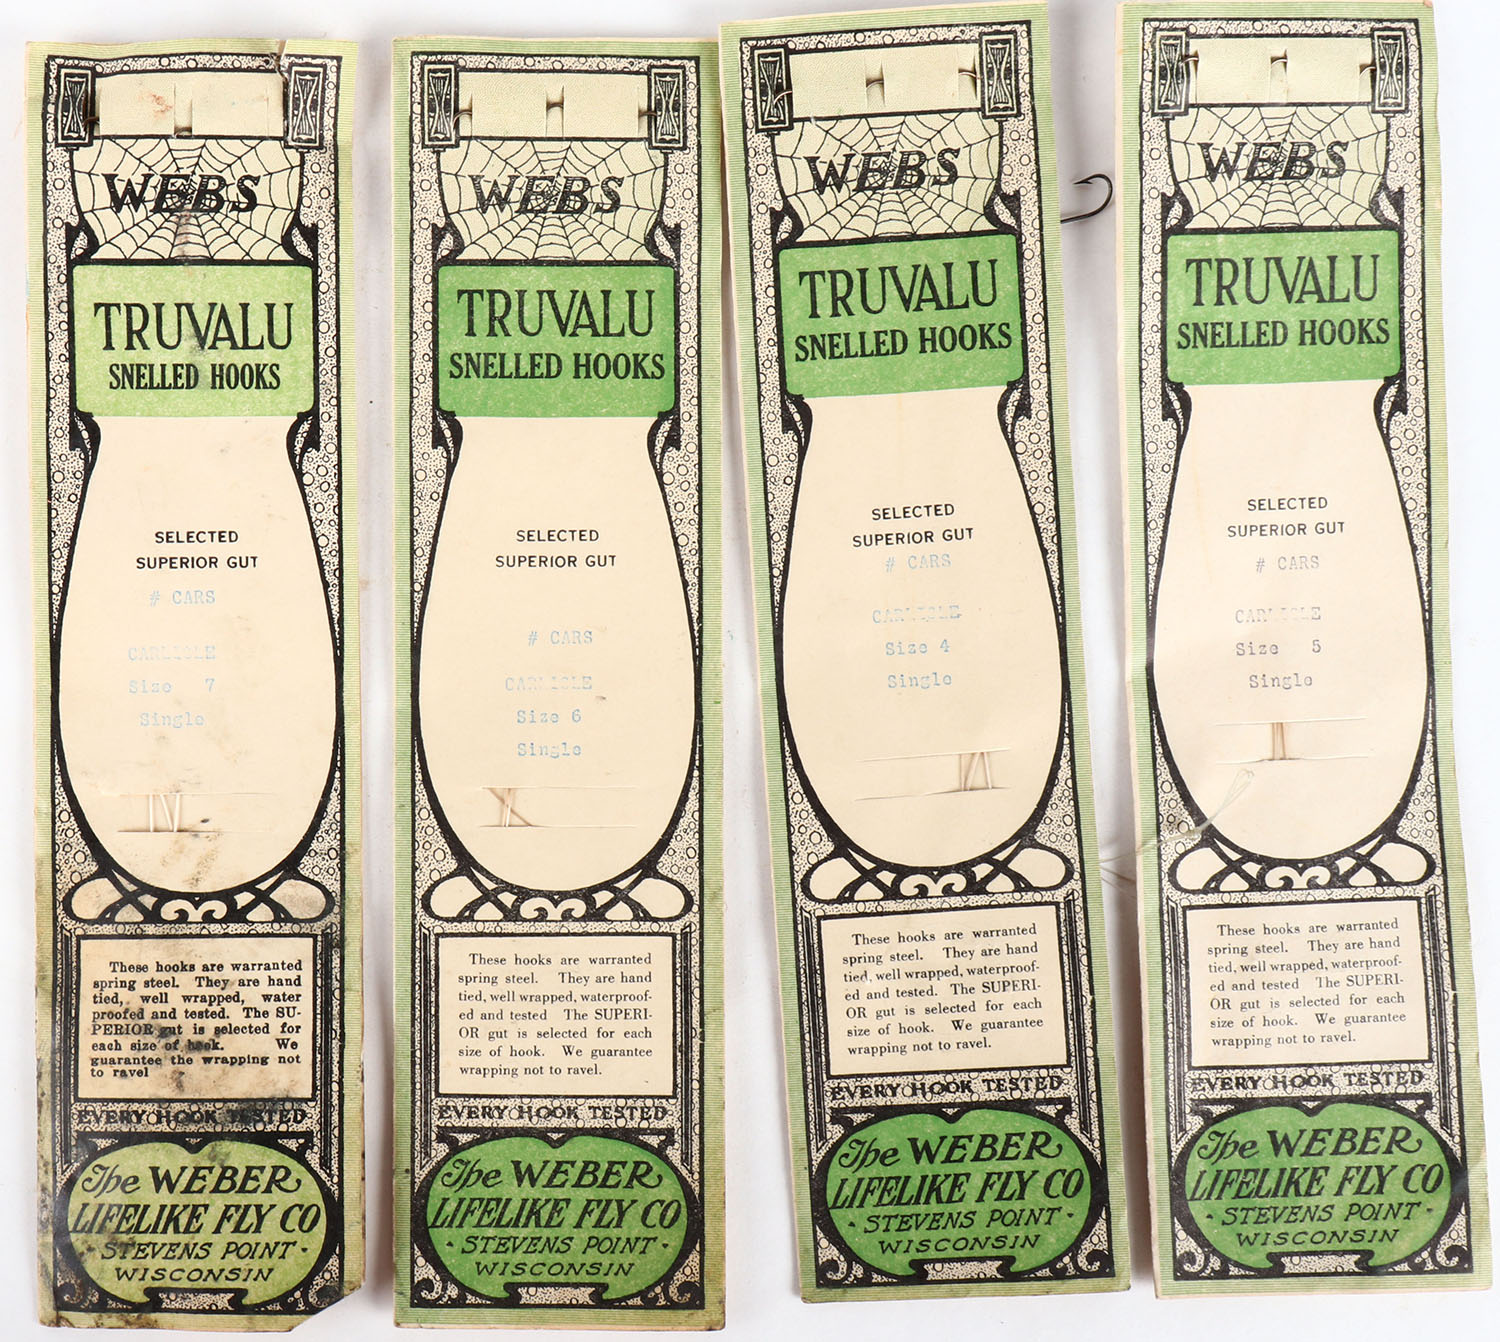 WEBS
TRUVALU
SNELLED HOOKS
SELECTED
SUPERIOR GUT
# CARS
CARLISLE
Size 7
Single
These hooks are warranted
spring steel. They are hand
tied, well wrapped, water
proofed and tested. The SU-
PERIOR gut is selected for
each size of hook. We
guarantee the wrapping not
to ravel
EVERY HOOK TESTED
The WEBER
LIFELIKE FLY CO
· STEVENS POINT ·
WISCONSIN
WEBS
TRUVALU
SNELLED HOOKS
SELECTED
SUPERIOR GUT
# CARS
CARLISLE
Size 6
Single
These hooks are warranted
spring steel. They are hand
tied, well wrapped, waterproof-
ed and tested The SUPERI-
OR gut is selected for each
size of hook. We guarantee
wrapping not to ravel.
EVERY HOOK TESTED
The WEBER
LIFELIKE FLY CO
· STEVENS POINT ·
WISCONSIN
WEBS
TRUVALU
SNELLED HOOKS
SELECTED
SUPERIOR GUT
# CARS
CARLISLE
Size 4
Single
These hooks are warranted
spring steel. They are hand
tied, well wrapped, waterproof-
ed and tested. The SUPERI-
OR gut is selected for each
size of hook. We guarantee
wrapping not to ravel.
EVERY HOOK TESTED
The WEBER
LIFELIKE FLY CO
· STEVENS POINT ·
WISCONSIN
WEBS
TRUVALU
SNELLED HOOKS
SELECTED
SUPERIOR GUT
# CARS
CARLISLE
Size 5
Single
These hooks are warranted
spring steel. They are hand
tied, well wrapped, waterproof-
ed and tested The SUPERI-
OR gut is selected for each
size of hook. We guarantee
wrapping not to ravel.
EVERY HOOK TESTED
The WEBER
LIFELIKE FLY CO
· STEVENS POINT ·
WISCONSIN